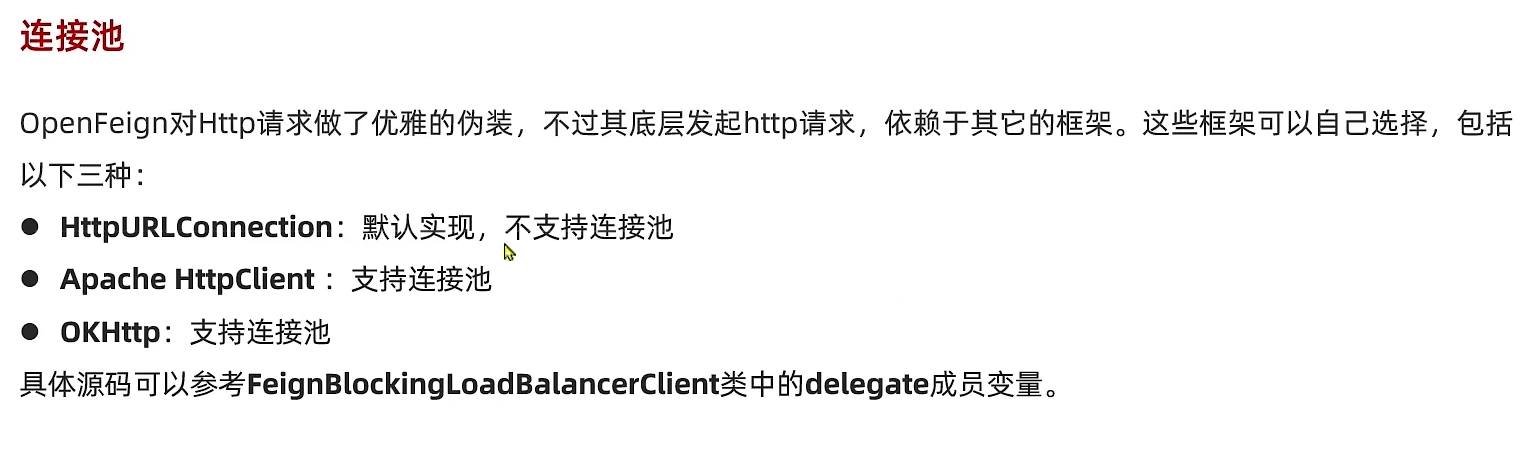 连接池
OpenFeign对Http请求做了优雅的伪装，不过其底层发起http请求，依赖于其它的框架。这些框架可以自己选择，包括
以下三种：
● HttpURLConnection：默认实现，不支持连接池
● Apache HttpClient ：支持连接池
● OKHttp：支持连接池
具体源码可以参考FeignBlockingLoadBalancerClient类中的delegate成员变量。